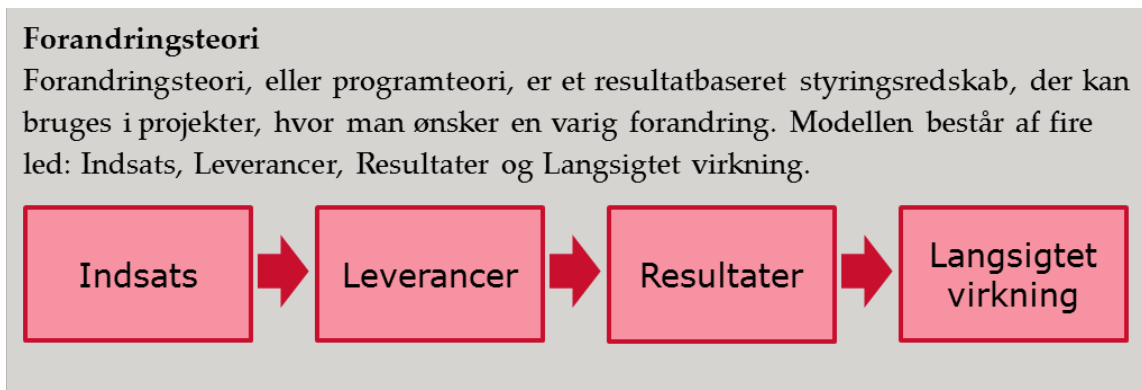 Forandringsteori
Forandringsteori, eller programteori, er et resultatbaseret styringsredskab, der kan
bruges i projekter, hvor man ønsker en varig forandring. Modellen består af fire
led: Indsats, Leverancer, Resultater og Langsigtet virkning.
Indsats
Leverancer
Resultater
Langsigtet
virkning